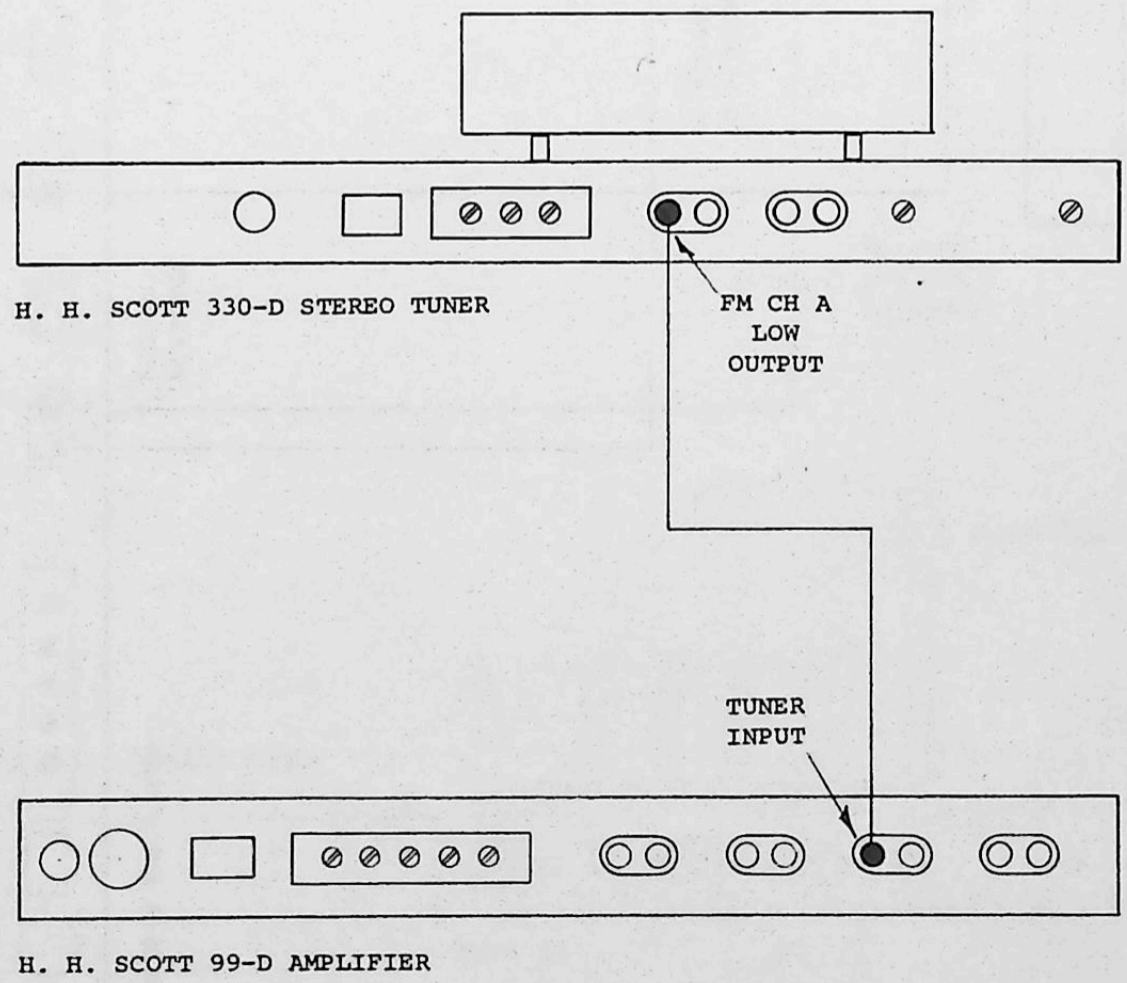 H. H. SCOTT 330-D STEREO TUNER
FM CH A
LOW
OUTPUT
TUNER
INPUT
H. H. SCOTT 99-D AMPLIFIER